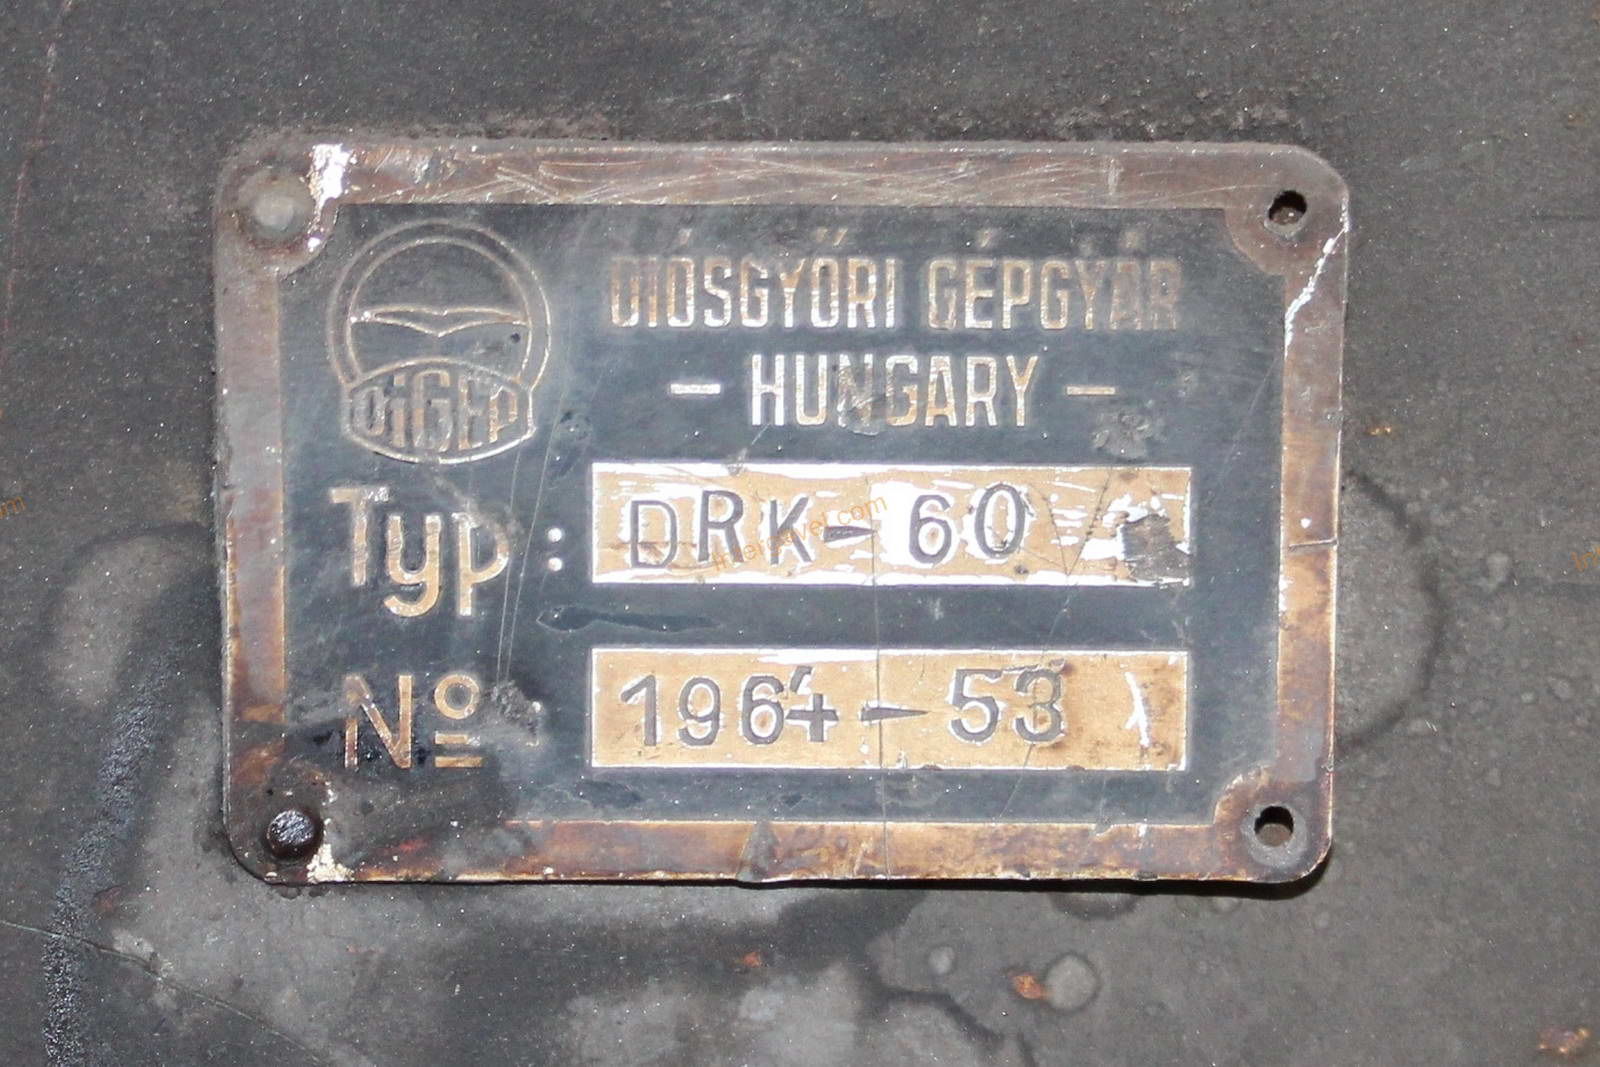 DIÓSGYŐRI GÉPGYÁR
- HUNGARY -
DIGÉP
Typ: DRK-60
Nº 1964-53